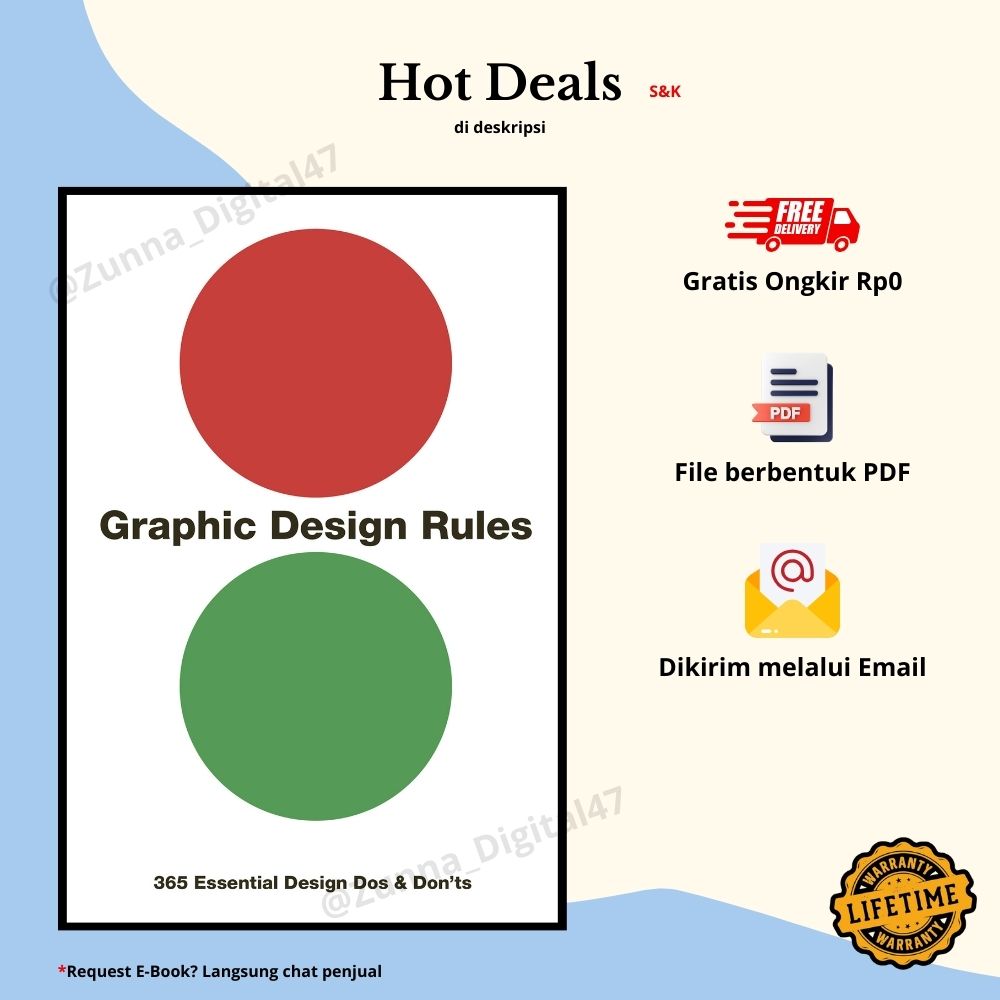 Hot Deals S&K
di deskripsi
@Zunna_Digital47
Graphic Design Rules
365 Essential Design Dos & Don'ts
@Zunna_Digital47
FREE
DELIVERY
Gratis Ongkir Rp0
PDF
File berbentuk PDF
@
Dikirim melalui Email
WARRANTY
LIFETIME
WARRANTY
*Request E-Book? Langsung chat penjual